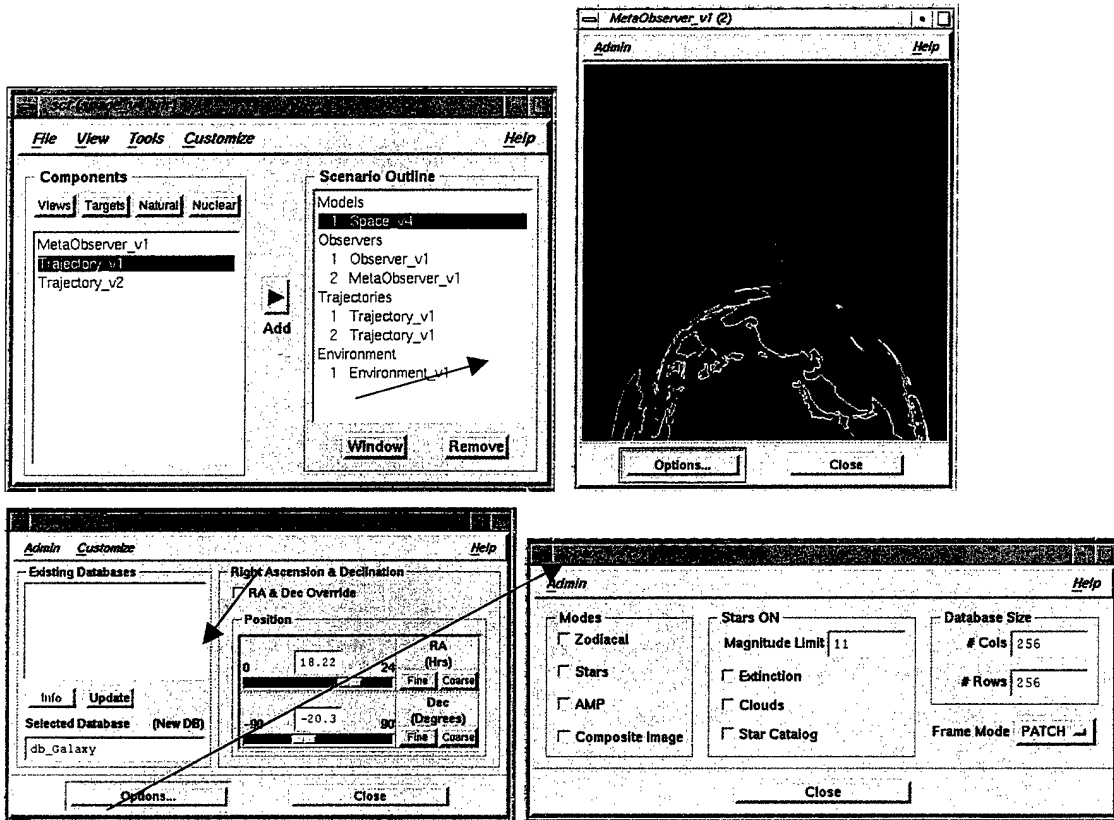 MetaObserver_v1 (2)
Admin Help
File View Tools Customize Help
Components
Views Targets Natural Nuclear
MetaObserver_v1
Trajectory_v1
Trajectory_v2
Add
Scenario Outline
Models
1 Space_v4
Observers
1 Observer_v1
2 MetaObserver_v1
Trajectories
1 Trajectory_v1
2 Trajectory_v1
Environment
1 Environment_v1
Window Remove
Options... Close
Admin Customize Help
Existing Databases
Info Update
Selected Database (New DB)
db_Galaxy
Right Ascension & Declination
RA & Dec Override
Position
0 18.22 24
RA
(Hrs)
Fine Coarse
-90 -20.3 90
Dec
(Degrees)
Fine Coarse
Options... Close
Admin Help
Modes
Zodiacal
Stars
AMP
Composite Image
Stars ON
Magnitude Limit 11
Extinction
Clouds
Star Catalog
Database Size
# Cols 256
# Rows 256
Frame Mode PATCH
Close